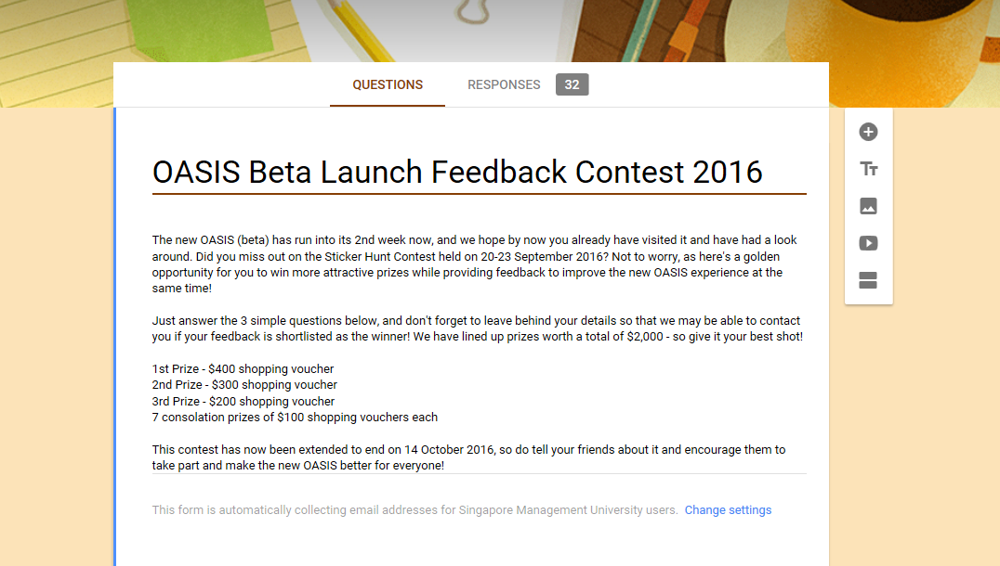 QUESTIONS
RESPONSES 32
OASIS Beta Launch Feedback Contest 2016
The new OASIS (beta) has run into its 2nd week now, and we hope by now you already have visited it and have had a look
around. Did you miss out on the Sticker Hunt Contest held on 20-23 September 2016? Not to worry, as here's a golden
opportunity for you to win more attractive prizes while providing feedback to improve the new OASIS experience at the
same time!
Just answer the 3 simple questions below, and don't forget to leave behind your details so that we may be able to contact
you if your feedback is shortlisted as the winner! We have lined up prizes worth a total of $2,000 - so give it your best shot!
1st Prize - $400 shopping voucher
2nd Prize - $300 shopping voucher
3rd Prize - $200 shopping voucher
7 consolation prizes of $100 shopping vouchers each
This contest has now been extended to end on 14 October 2016, so do tell your friends about it and encourage them to
take part and make the new OASIS better for everyone!
This form is automatically collecting email addresses for Singapore Management University users. Change settings